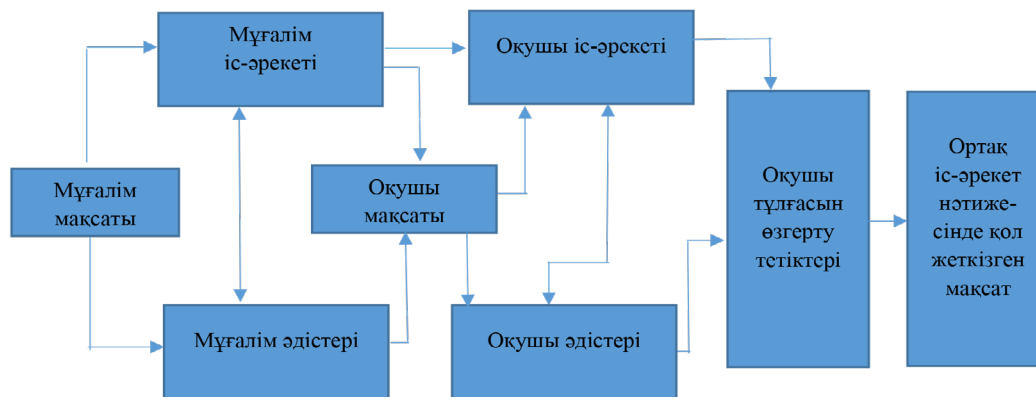 Мұғалім
іс-әрекеті
Оқушы іс-әрекеті
Мұғалім
мақсаты
Оқушы
мақсаты
Мұғалім әдістері
Оқушы әдістері
Оқушы
тұлғасын
өзгерту
тетіктері
Ортақ
іс-әрекет
нәтиже-
сінде қол
жеткізген
мақсат